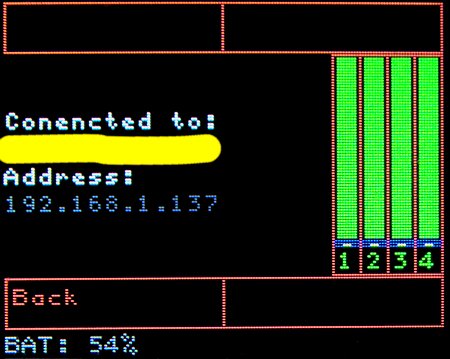 Conencted to:
Address:
192.168.1.137
1 2 3 4
Back
BAT: 54%